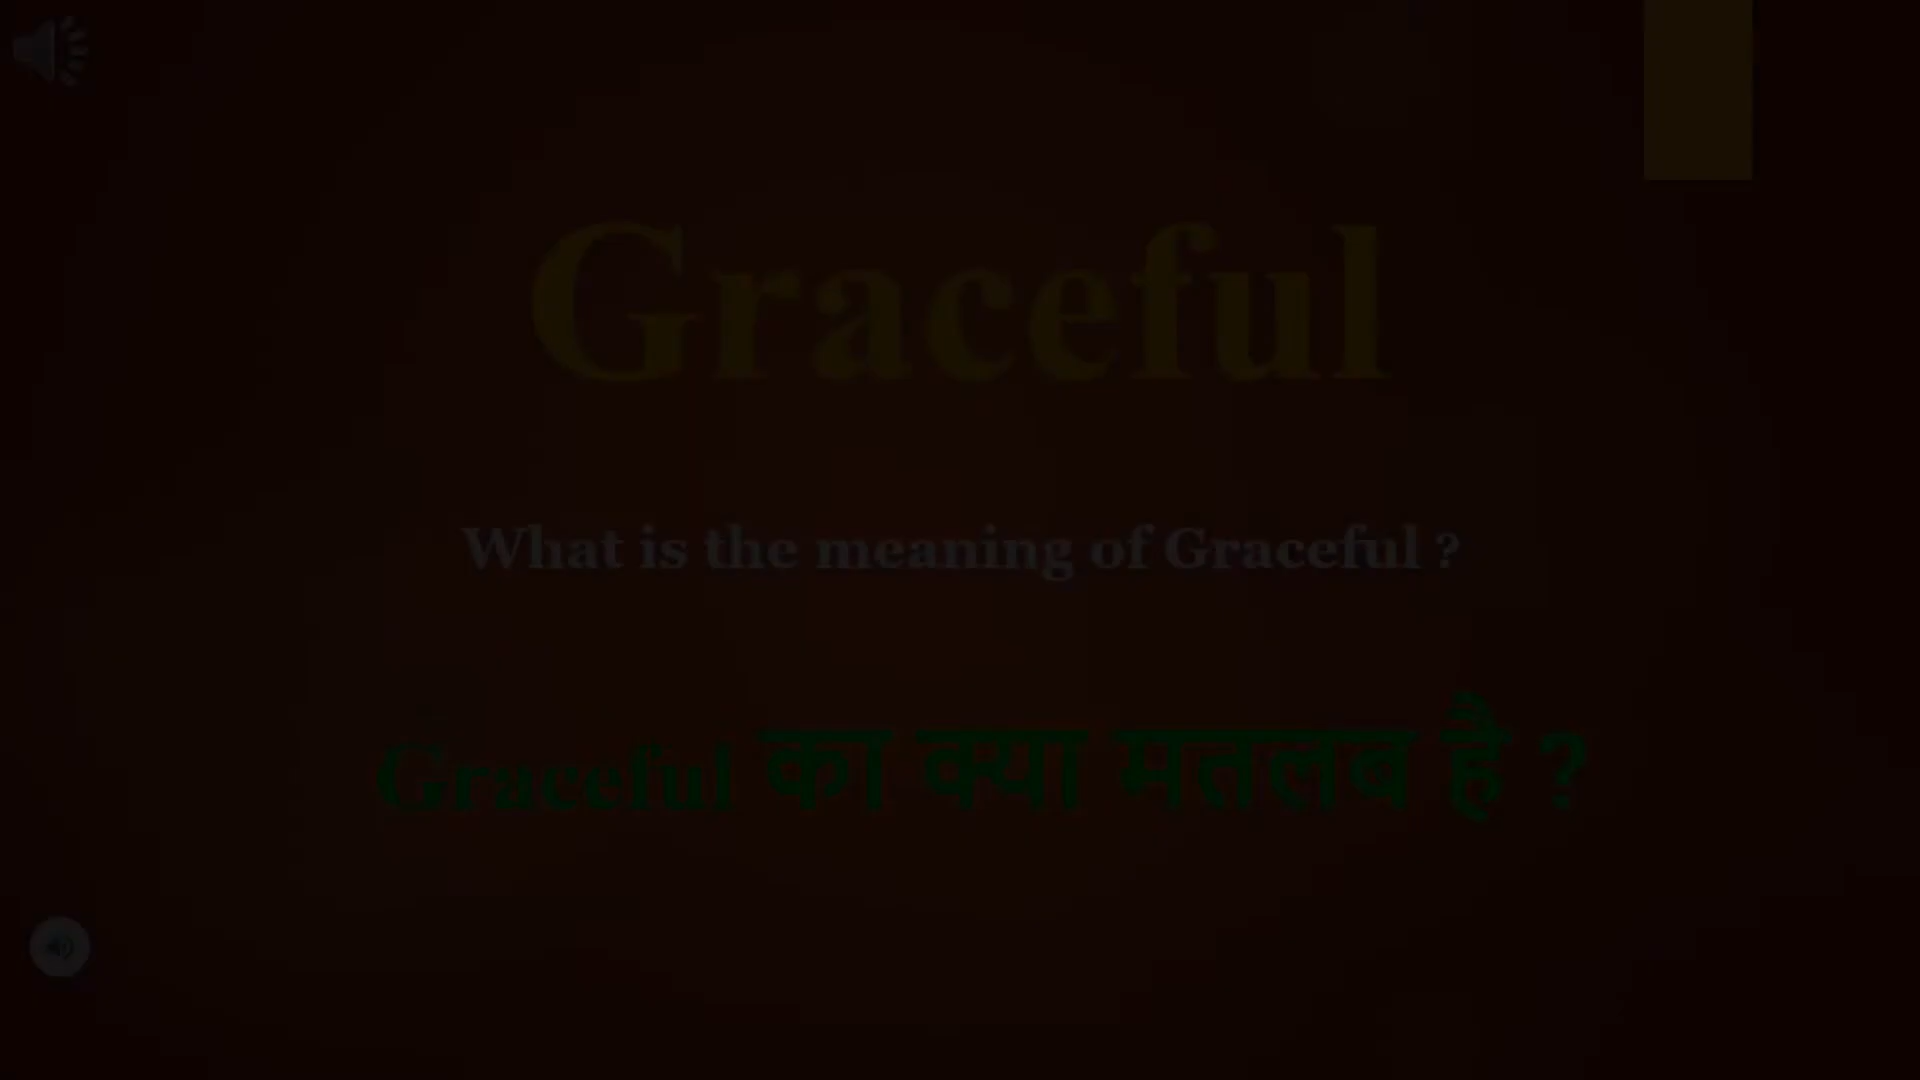 Graceful
What is the meaning of Graceful ?
Graceful का क्या मतलब है ?